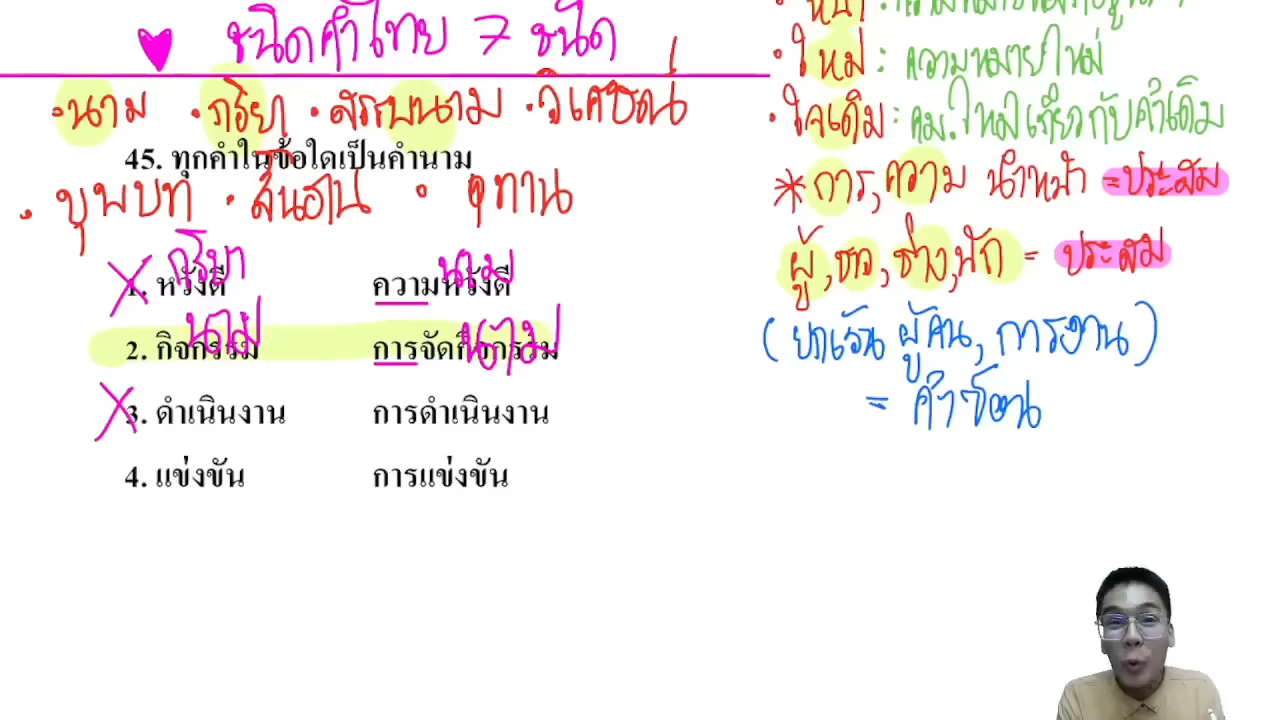 ชนิดคำไทย 7 ชนิด
• นาม • กริยา • สรรพนาม • วิเศษณ์
45. ทุกคำในข้อใดเป็นคำนาม
• บุพบท • สันธาน • อุทาน
กริยา นาม
1. หวังดี ความหวังดี
นาม นาม
2. กิจกรรม การจัดกิจกรรม
3. ดำเนินงาน การดำเนินงาน
4. แข่งขัน การแข่งขัน
• ใหม่ : ความหมายใหม่
• ใจเดิม : คม.ใหม่เกี่ยวกับคำเดิม
* การ, ความ นำหน้า = ประสม
ผู้, ชาว, ช่าง, นัก = ประสม
(ยกเว้น ผู้คน, การงาน)
= คำซ้อน